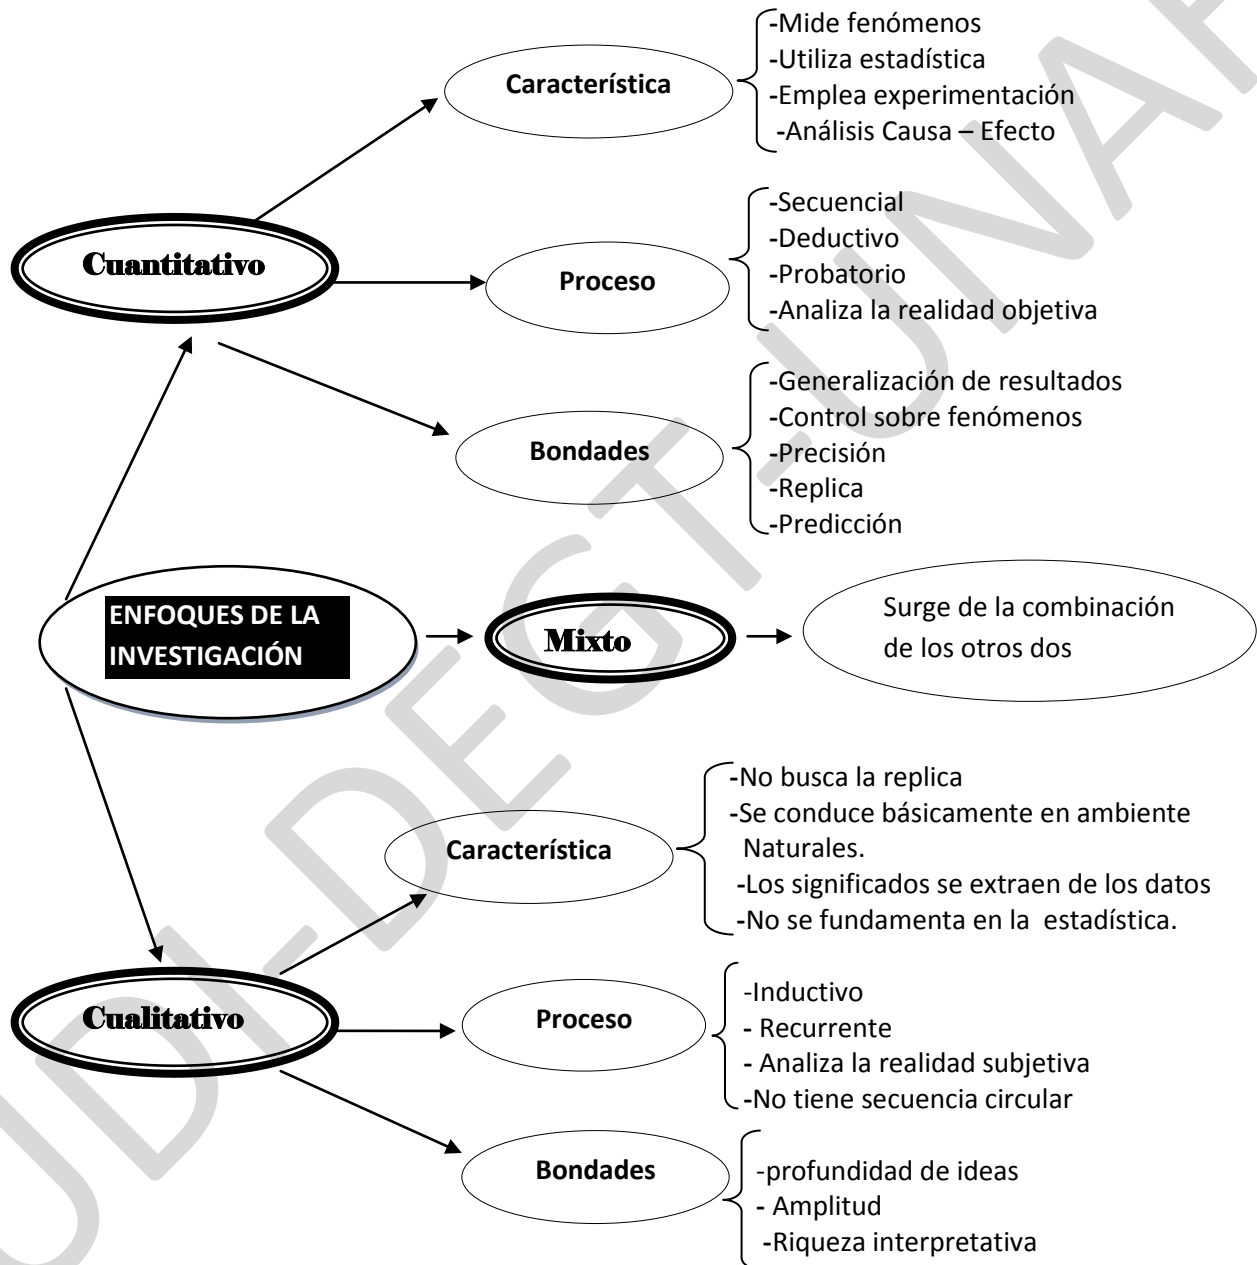 Característica
-Mide fenómenos
-Utiliza estadística
-Emplea experimentación
-Análisis Causa – Efecto
Cuantitativo
Proceso
-Secuencial
-Deductivo
-Probatorio
-Analiza la realidad objetiva
Bondades
-Generalización de resultados
-Control sobre fenómenos
-Precisión
-Replica
-Predicción
ENFOQUES DE LA
INVESTIGACIÓN
Mixto
Surge de la combinación
de los otros dos
Característica
-No busca la replica
-Se conduce básicamente en ambiente
Naturales.
-Los significados se extraen de los datos
-No se fundamenta en la estadística.
Cualitativo
Proceso
-Inductivo
- Recurrente
- Analiza la realidad subjetiva
-No tiene secuencia circular
Bondades
-profundidad de ideas
- Amplitud
-Riqueza interpretativa
UDI-DEGT-UNA